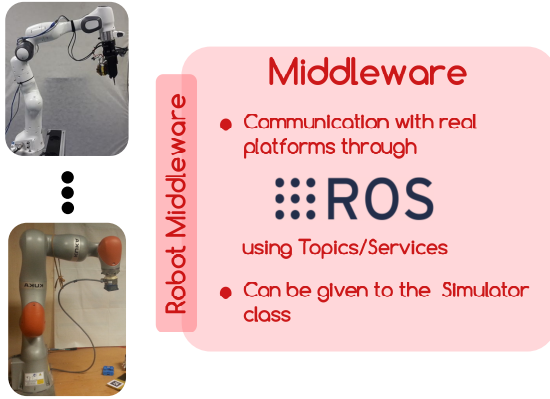 Middleware
Robot Middleware
Communication with real
platforms through
ROS
using Topics/Services
Can be given to the Simulator
class
KUKA